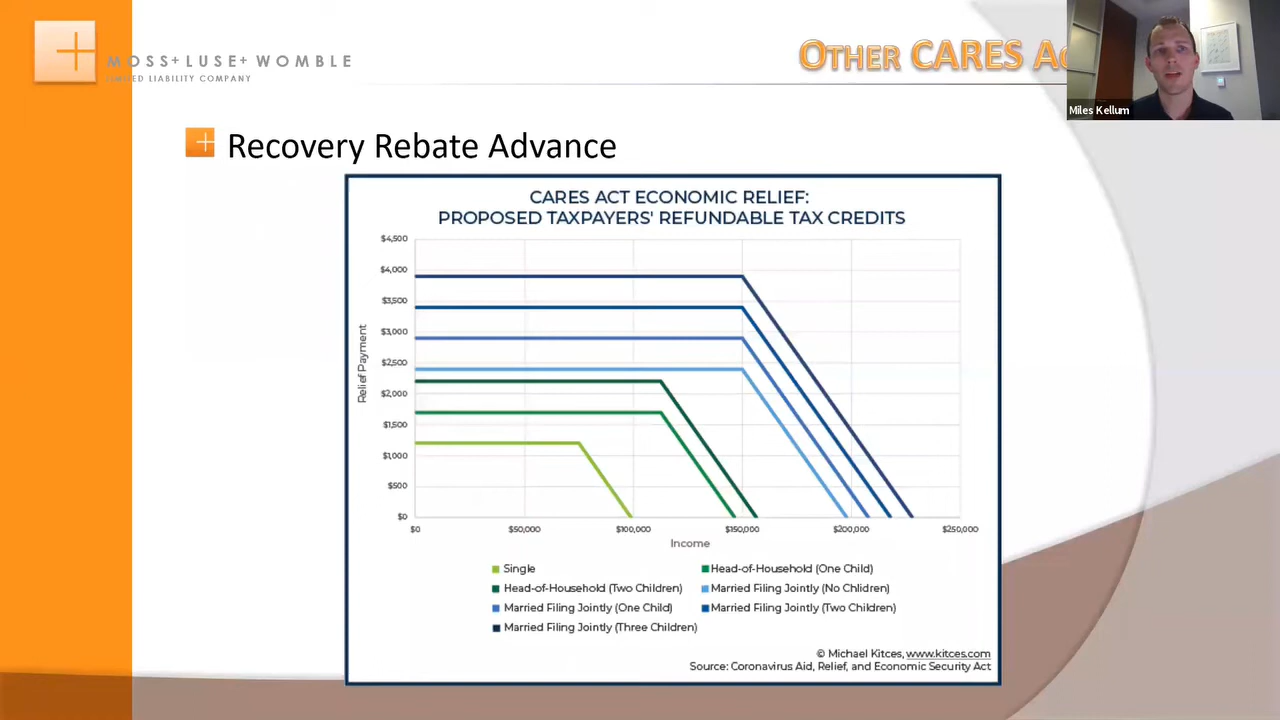 MOSS+LUSE+WOMBLE
LIMITED LIABILITY COMPANY
OTHER CARES
Miles Kellum
Recovery Rebate Advance
CARES ACT ECONOMIC RELIEF:
PROPOSED TAXPAYERS' REFUNDABLE TAX CREDITS
$4,500
$4,000
$3,500
$3,000
$2,500
$2,000
$1,500
$1,000
$500
$0
Relief Payment
$0 $50,000 $100,000 $150,000 $200,000 $250,000
Income
Single Head-of-Household (One Child)
Head-of-Household (Two Children) Married Filing Jointly (No Chlidren)
Married Filing Jointly (One Child) Married Filing Jointly (Two Children)
Married Filing Jointly (Three Children)
© Michael Kitces, www.kitces.com
Source: Coronavirus Aid, Relief, and Economic Security Act